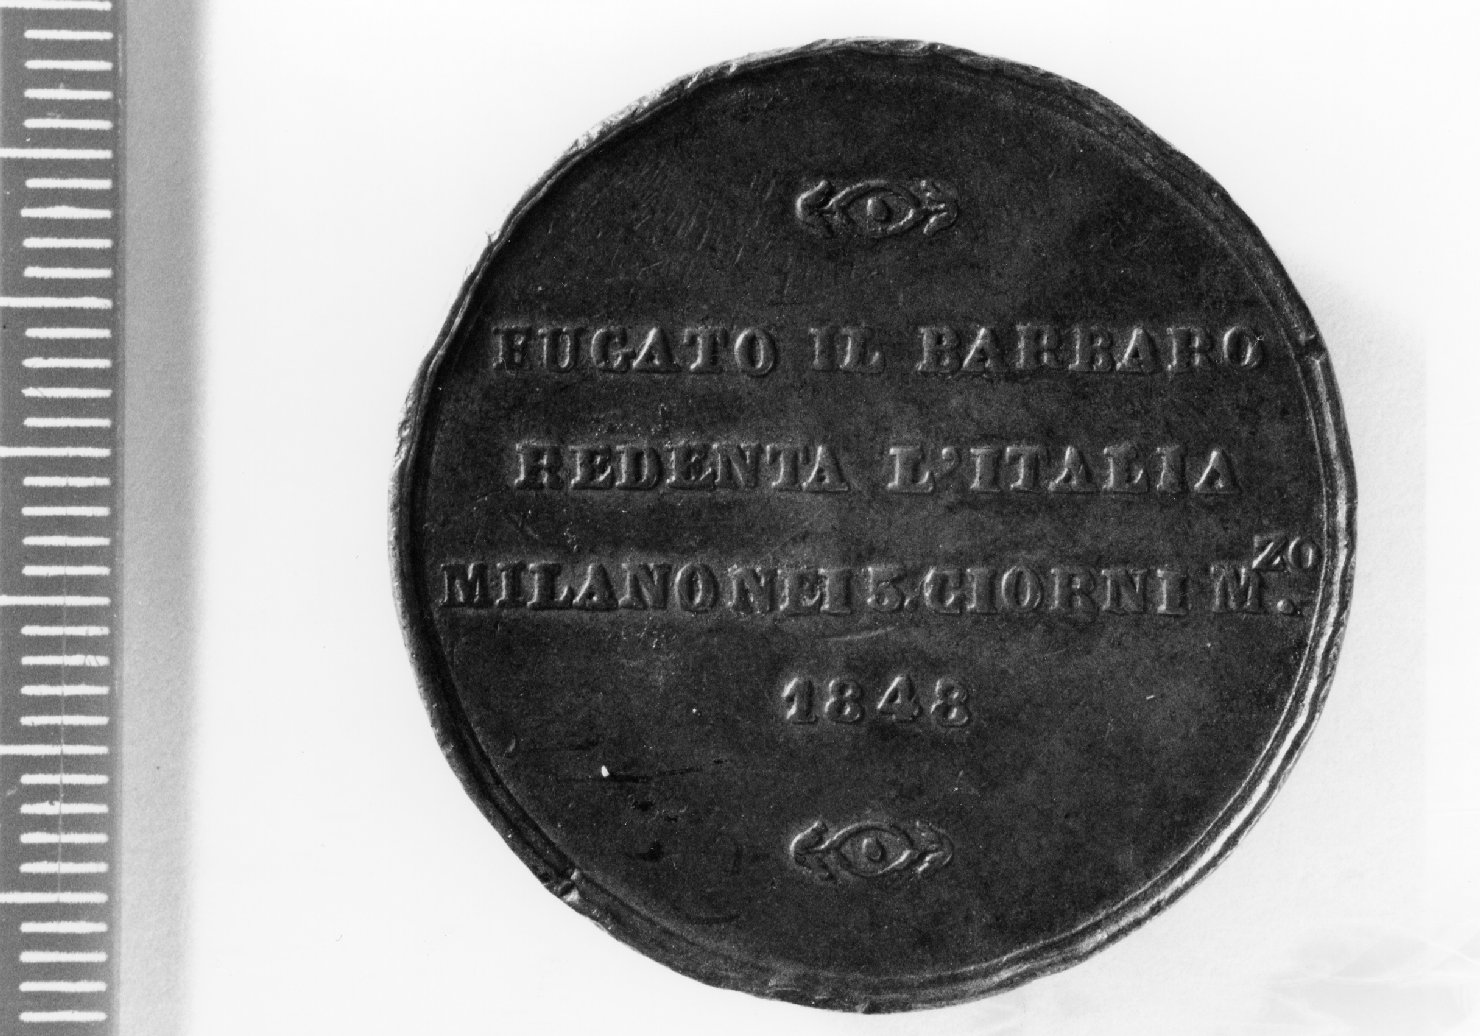 FUGATO IL BARBARO
REDENTA L'ITALIA
MILANO NEI 5. GIORNI M.ZO
1848